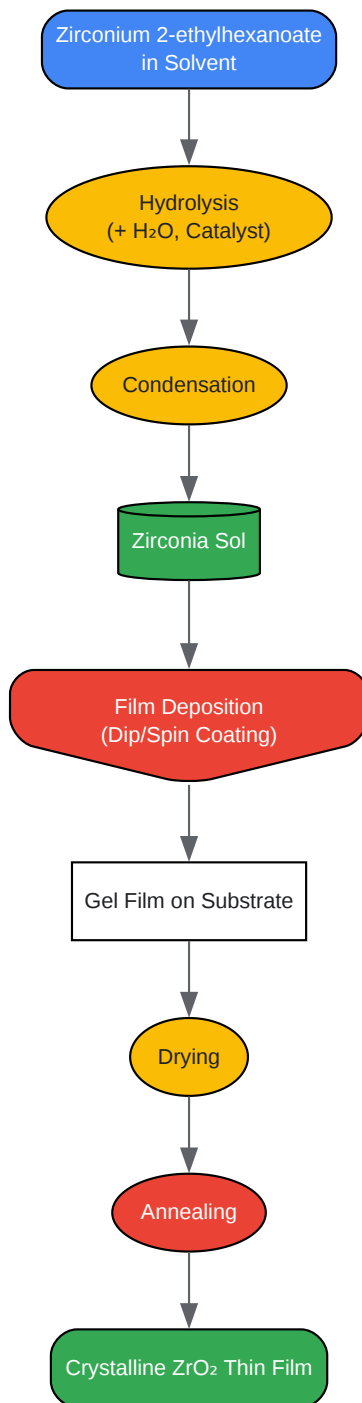 Zirconium 2-ethylhexanoate
in Solvent
Hydrolysis
(+ H₂O, Catalyst)
Condensation
Zirconia Sol
Film Deposition
(Dip/Spin Coating)
Gel Film on Substrate
Drying
Annealing
Crystalline ZrO₂ Thin Film